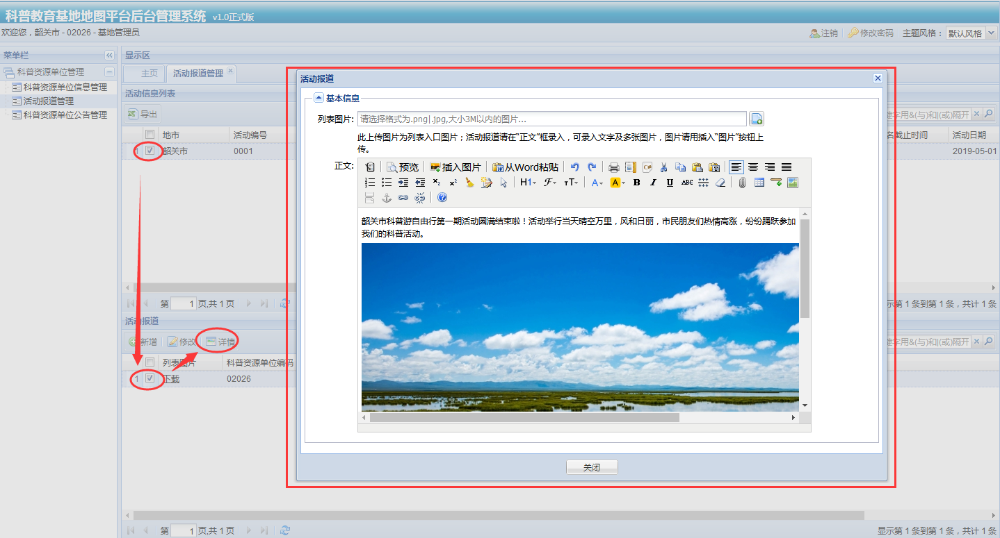 科普教育基地地图平台后台管理系统 v1.0正式版
欢迎您，韶关市 - 02026 - 基地管理员
注销 修改密码 主题风格： 默认风格
菜单栏
科普资源单位管理
科普资源单位信息管理
活动报道管理
科普资源单位公告管理
显示区
主页 活动报道管理
活动信息列表
导出
键字用&(与)和|(或)隔开
地市 活动编号
名截止时间 活动日期
1 韶关市 0001
2019-05-01
第 1 页,共 1 页
示第 1 条到第 1 条，共计 1 条
活动报道
新增 修改 详情
键字用&(与)和|(或)隔开
列表图片 科普资源单位编码
1 下载 02026
第 1 页,共 1 页
显示第 1 条到第 1 条，共计 1 条
活动报道
基本信息
列表图片: 请选择格式为.png|.jpg,大小3M以内的图片...
此上传图片为列表入口图片；活动报道请在“正文”框录入，可录入文字及多张图片，图片请用插入“图片”按钮上
传。
正文:
预览 插入图片 从Word粘贴
C#
H1 F TT A A B I U ABC
韶关市科普游自由行第一期活动圆满结束啦！活动举行当天晴空万里，风和日丽，市民朋友们热情高涨，纷纷踊跃参加
我们的科普活动。
关闭